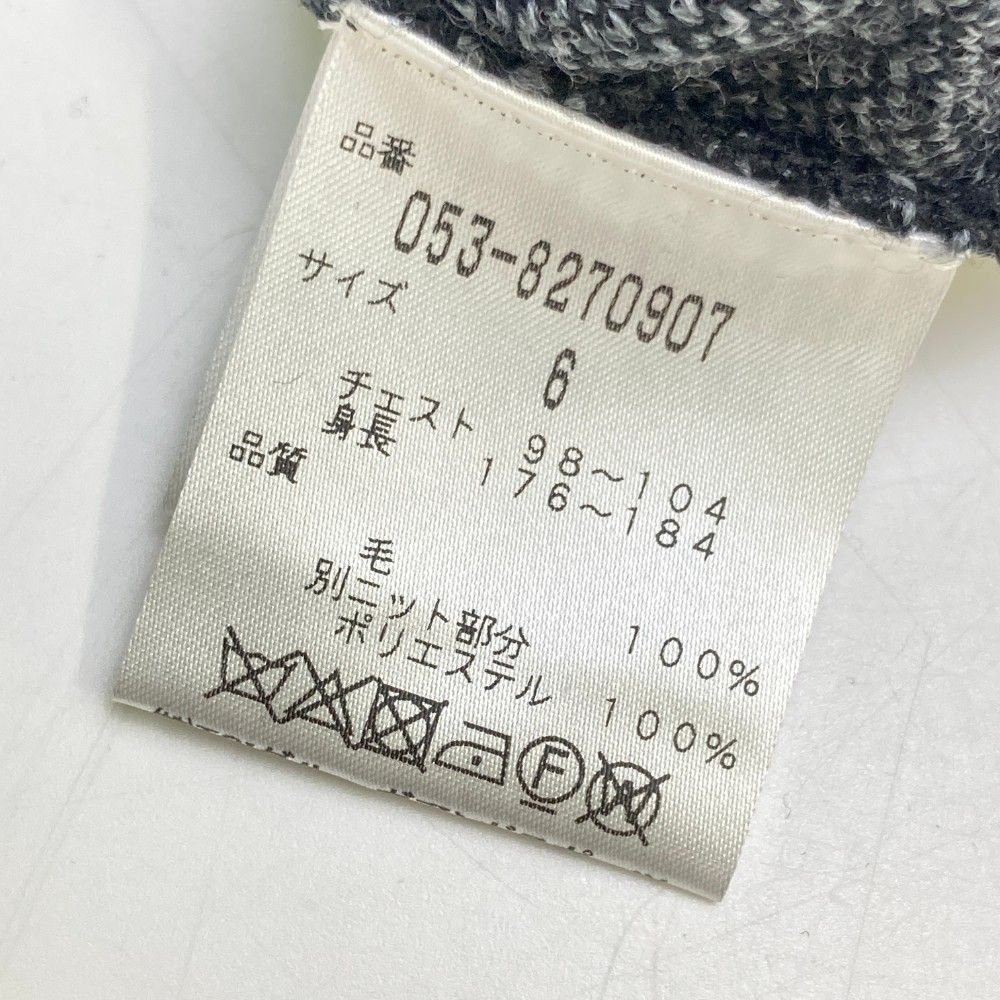 品番
053-8270907
サイズ
6
チェスト 98～104
身長 176～184
品質
毛 100%
別ニット部分
ポリエステル 100%
F
W